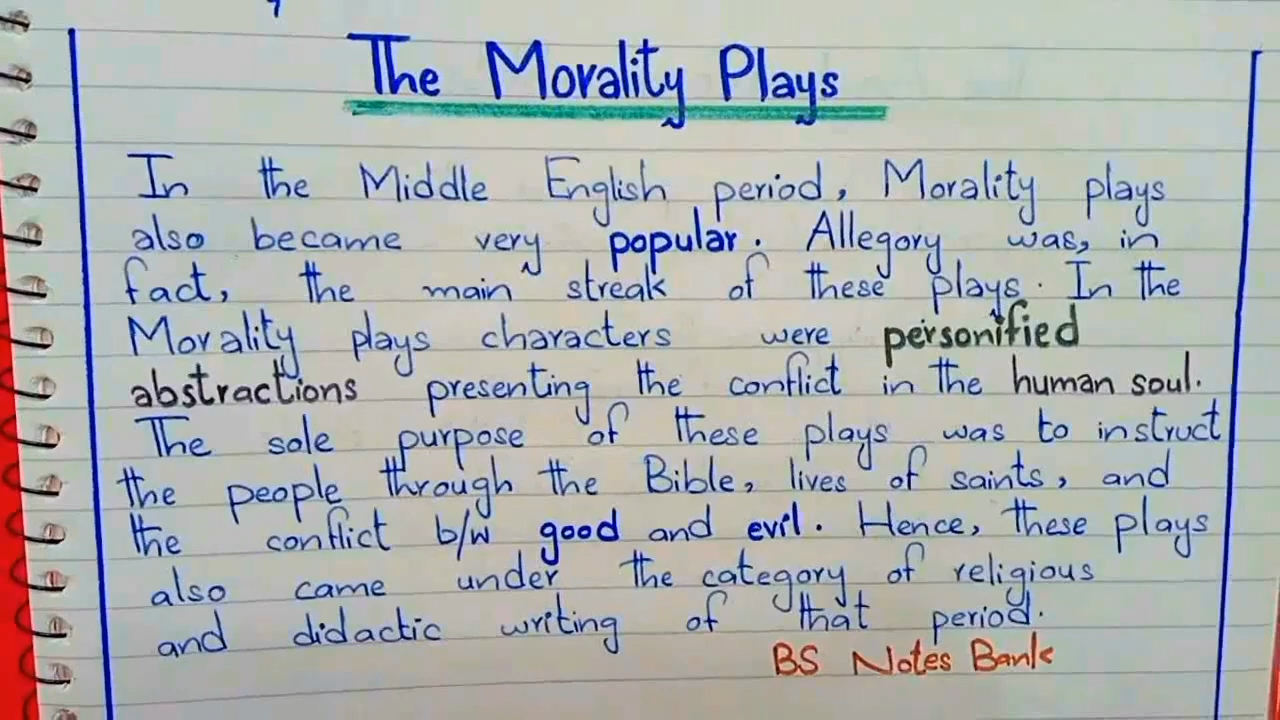 The Morality Plays
In the Middle English period, Morality plays
also became very popular. Allegory was, in
fact, the main streak of these plays. In the
Morality plays characters were personified
abstractions presenting the conflict in the human soul.
The sole purpose of these plays was to instruct
the people through the Bible, lives of saints, and
the conflict b/w good and evil. Hence, these plays
also came under the category of religious
and didactic writing of that period.
BS Notes Bank